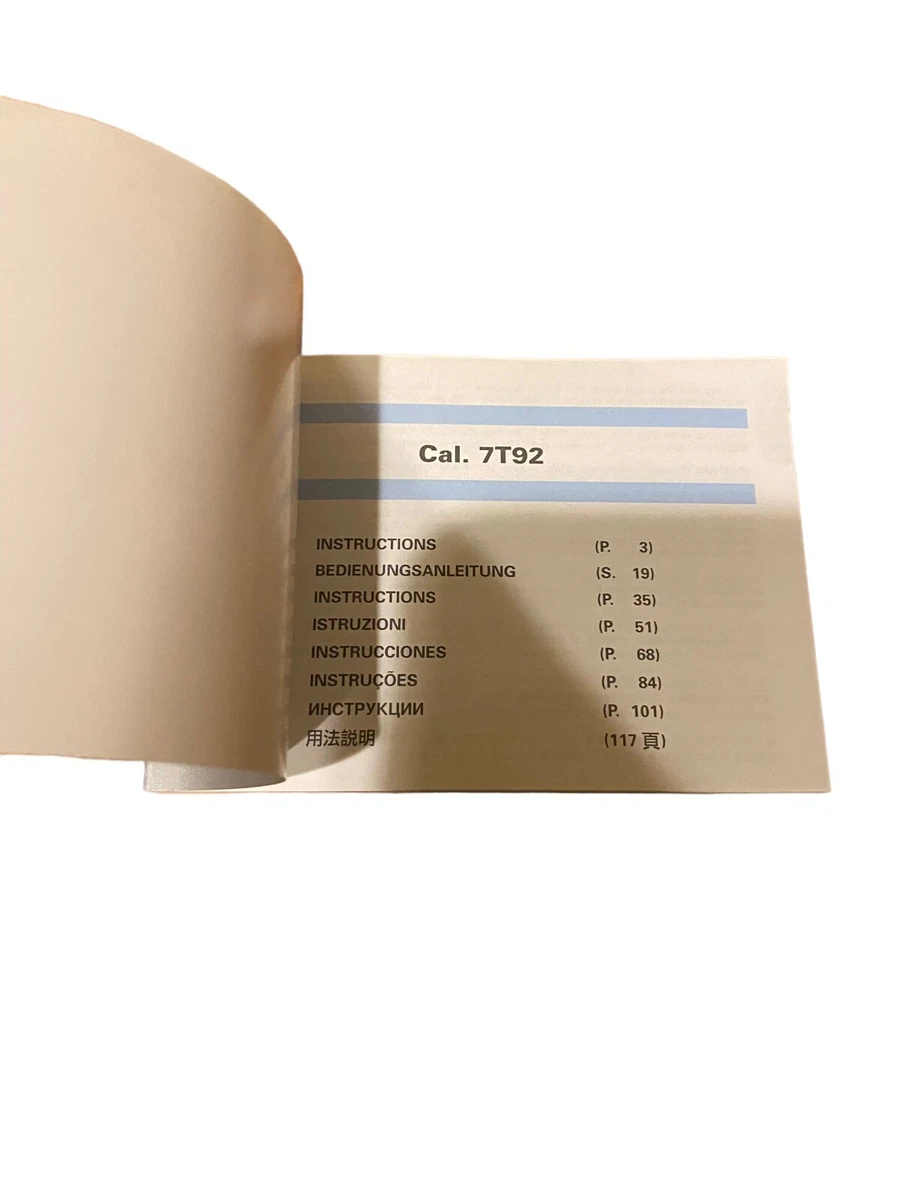 Cal. 7T92
INSTRUCTIONS (P. 3)
BEDIENUNGSANLEITUNG (S. 19)
INSTRUCTIONS (P. 35)
ISTRUZIONI (P. 51)
INSTRUCCIONES (P. 68)
INSTRUÇÕES (P. 84)
ИНСТРУКЦИИ (P. 101)
用法説明 (117 頁)